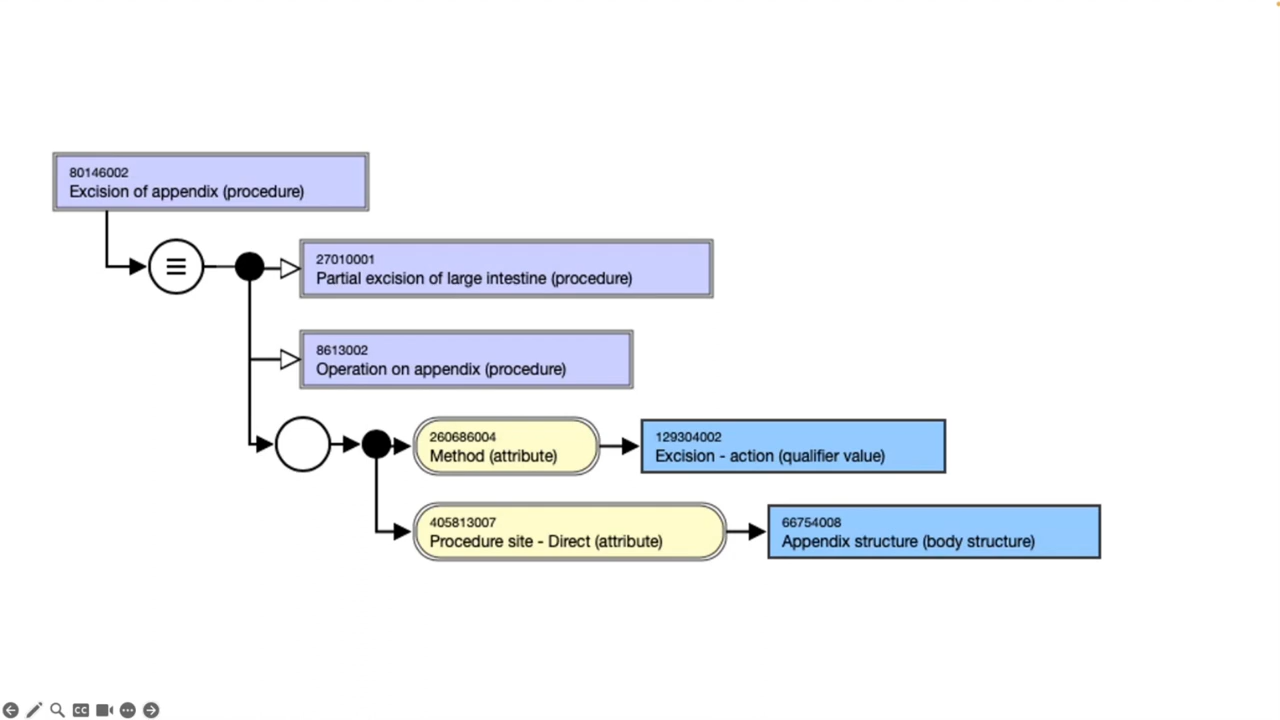 80146002
Excision of appendix (procedure)
27010001
Partial excision of large intestine (procedure)
8613002
Operation on appendix (procedure)
260686004
Method (attribute)
129304002
Excision - action (qualifier value)
405813007
Procedure site - Direct (attribute)
66754008
Appendix structure (body structure)
CC